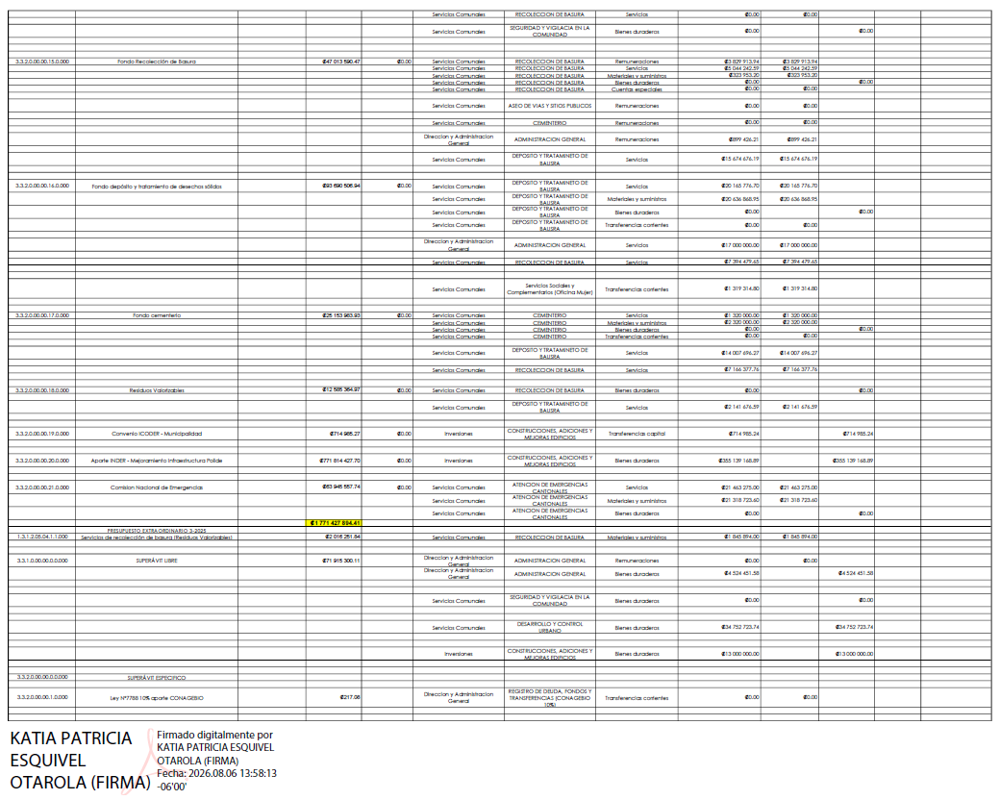 Servicios Comunales RECOLECCION DE BASURA Servicios ₡0.00 ₡0.00
Servicios Comunales SEGURIDAD Y VIGILACIA EN LA COMUNIDAD Bienes duraderos ₡0.00 ₡0.00
3.3.2.0.00.00.15.0.000 Fondo Recolección de Basura ₡47 013 590.47 ₡0.00 Servicios Comunales RECOLECCION DE BASURA Remuneraciones ₡3 829 913.94 ₡3 829 913.94
Servicios Comunales RECOLECCION DE BASURA Servicios ₡5 044 242.59 ₡5 044 242.59
Servicios Comunales RECOLECCION DE BASURA Materiales y suministros ₡323 953.20 ₡323 953.20
Servicios Comunales RECOLECCION DE BASURA Bienes duraderos ₡0.00 ₡0.00
Servicios Comunales RECOLECCION DE BASURA Cuentas especiales ₡0.00 ₡0.00
Servicios Comunales ASEO DE VIAS Y SITIOS PUBLICOS Remuneraciones ₡0.00 ₡0.00
Servicios Comunales CEMENTERIO Remuneraciones ₡0.00 ₡0.00
Direccion y Administracion General ADMINISTRACION GENERAL Remuneraciones ₡899 426.21 ₡899 426.21
Servicios Comunales DEPOSITO Y TRATAMINETO DE BAUSRA Servicios ₡15 674 676.19 ₡15 674 676.19
3.3.2.0.00.00.16.0.000 Fondo depósito y tratamiento de desechos sólidos ₡93 690 506.94 ₡0.00 Servicios Comunales DEPOSITO Y TRATAMINETO DE BAUSRA Servicios ₡20 165 776.70 ₡20 165 776.70
Servicios Comunales DEPOSITO Y TRATAMINETO DE BAUSRA Materiales y suministros ₡20 636 868.95 ₡20 636 868.95
Servicios Comunales DEPOSITO Y TRATAMINETO DE BAUSRA Bienes duraderos ₡0.00 ₡0.00
Servicios Comunales DEPOSITO Y TRATAMINETO DE BAUSRA Transferencias corrientes ₡0.00 ₡0.00
Direccion y Administracion General ADMINISTRACION GENERAL Servicios ₡17 000 000.00 ₡17 000 000.00
Servicios Comunales RECOLECCION DE BASURA Servicios ₡7 394 479.65 ₡7 394 479.65
Servicios Comunales Servicios Sociales y Complementarios (Oficina Mujer) Transferencias corrientes ₡1 319 314.80 ₡1 319 314.80
3.3.2.0.00.00.17.0.000 Fondo cementerio ₡25 153 963.93 ₡0.00 Servicios Comunales CEMENTERIO Servicios ₡1 320 000.00 ₡1 320 000.00
Servicios Comunales CEMENTERIO Materiales y suministros ₡2 320 000.00 ₡2 320 000.00
Servicios Comunales CEMENTERIO Bienes duraderos ₡0.00 ₡0.00
Servicios Comunales CEMENTERIO Transferencias corrientes ₡0.00 ₡0.00
Servicios Comunales DEPOSITO Y TRATAMINETO DE BAUSRA Servicios ₡14 007 696.27 ₡14 007 696.27
Servicios Comunales RECOLECCION DE BASURA Servicios ₡7 166 377.76 ₡7 166 377.76
3.3.2.0.00.00.18.0.000 Residuos Valorizables ₡12 585 364.97 ₡0.00 Servicios Comunales RECOLECCION DE BASURA Bienes duraderos ₡0.00 ₡0.00
Servicios Comunales DEPOSITO Y TRATAMINETO DE BAUSRA Servicios ₡2 141 676.59 ₡2 141 676.59
3.3.2.0.00.00.19.0.000 Convenio ICODER - Municipalidad ₡714 985.27 ₡0.00 Inversiones CONSTRUCCIONES, ADICIONES Y MEJORAS EDIFICIOS Transferencias capital ₡714 985.24 ₡714 985.24
3.3.2.0.00.00.20.0.000 Aporte INDER - Mejoramiento Infraestructura Polide ₡771 814 427.70 ₡0.00 Inversiones CONSTRUCCIONES, ADICIONES Y MEJORAS EDIFICIOS Bienes duraderos ₡355 139 168.89 ₡355 139 168.89
3.3.2.0.00.00.21.0.000 Comision Nacional de Emergencias ₡63 945 557.74 ₡0.00 Servicios Comunales ATENCION DE EMERGENCIAS CANTONALES Servicios ₡21 463 275.00 ₡21 463 275.00
Servicios Comunales ATENCION DE EMERGENCIAS CANTONALES Materiales y suministros ₡21 318 723.60 ₡21 318 723.60
Servicios Comunales ATENCION DE EMERGENCIAS CANTONALES Bienes duraderos ₡0.00 ₡0.00
₡1 771 427 894.41
PRESUPUESTO EXTRAORDINARIO 3-2025
1.3.1.2.05.04.1.1.000 Servicios de recolección de basura (Residuos Valorizables) ₡2 016 251.84 Servicios Comunales RECOLECCION DE BASURA Materiales y suministros ₡1 845 894.00 ₡1 845 894.00
3.3.1.0.00.00.0.0.000 SUPERÁVIT LIBRE ₡71 915 300.11 Direccion y Administracion General ADMINISTRACION GENERAL Remuneraciones ₡0.00 ₡0.00
Direccion y Administracion General ADMINISTRACION GENERAL Bienes duraderos ₡4 524 451.58 ₡4 524 451.58
Servicios Comunales SEGURIDAD Y VIGILACIA EN LA COMUNIDAD Bienes duraderos ₡0.00 ₡0.00
Servicios Comunales DESARROLLO Y CONTROL URBANO Bienes duraderos ₡34 752 723.74 ₡34 752 723.74
Inversiones CONSTRUCCIONES, ADICIONES Y MEJORAS EDIFICIOS Bienes duraderos ₡13 000 000.00 ₡13 000 000.00
3.3.2.0.00.00.0.0.000 SUPERÁVIT ESPECIFICO
3.3.2.0.00.00.1.0.000 Ley Nº7788 10% aporte CONAGEBIO ₡217.08 Direccion y Administracion General REGISTRO DE DEUDA, FONDOS Y TRANSFERENCIAS (CONAGEBIO 10%) Transferencias corrientes ₡0.00 ₡0.00
KATIA PATRICIA
ESQUIVEL
OTAROLA (FIRMA)
Firmado digitalmente por
KATIA PATRICIA ESQUIVEL
OTAROLA (FIRMA)
Fecha: 2026.08.06 13:58:13
-06'00'